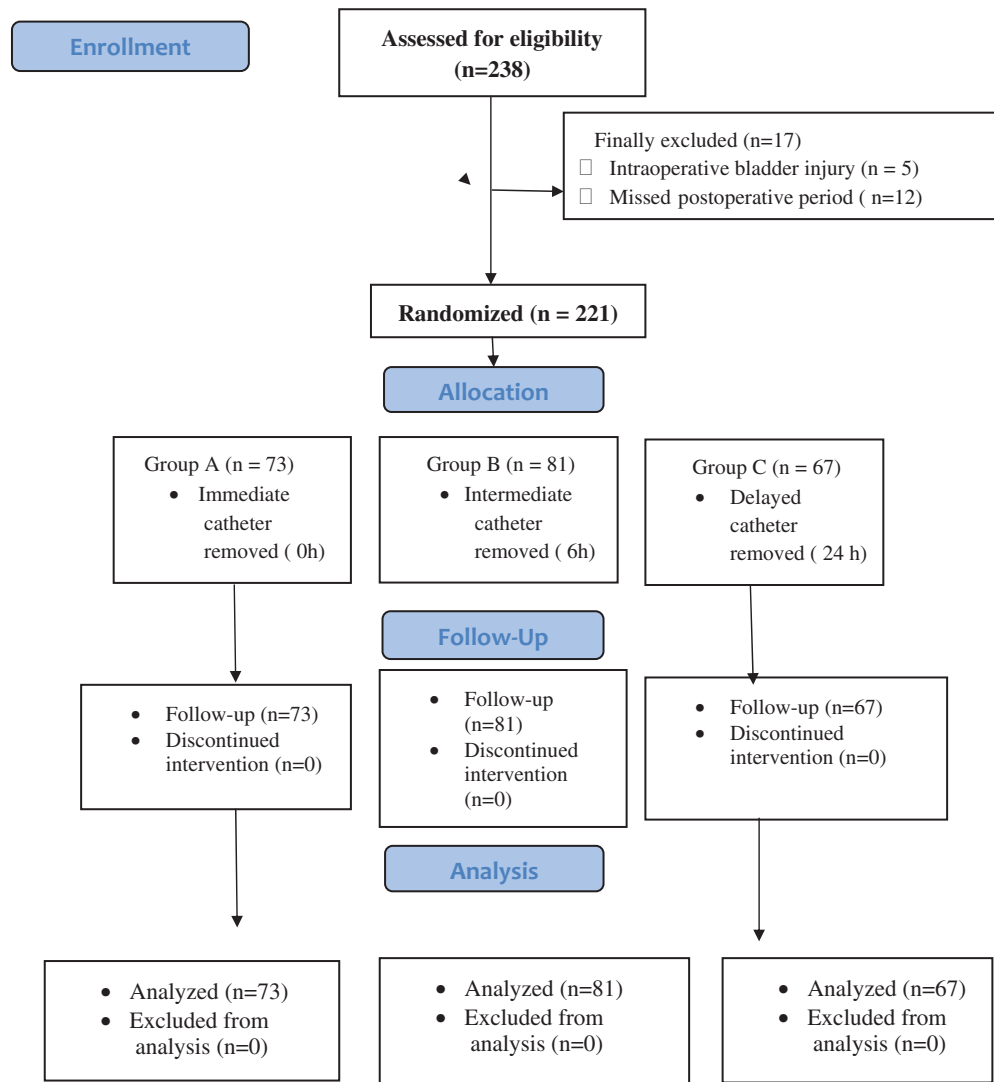 Enrollment
Assessed for eligibility
(n=238)
Finally excluded (n=17)
□ Intraoperative bladder injury (n = 5)
□ Missed postoperative period ( n=12)
Randomized (n = 221)
Allocation
Group A (n = 73)
• Immediate
catheter
removed ( 0h)
Group B (n = 81)
• Intermediate
catheter
removed ( 6h)
Group C (n = 67)
• Delayed
catheter
removed ( 24 h)
Follow-Up
• Follow-up (n=73)
• Discontinued
intervention (n=0)
• Follow-up
(n=81)
• Discontinued
intervention
(n=0)
• Follow-up (n=67)
• Discontinued
intervention (n=0)
Analysis
• Analyzed (n=73)
• Excluded from
analysis (n=0)
• Analyzed (n=81)
• Excluded from
analysis (n=0)
• Analyzed (n=67)
• Excluded from
analysis (n=0)